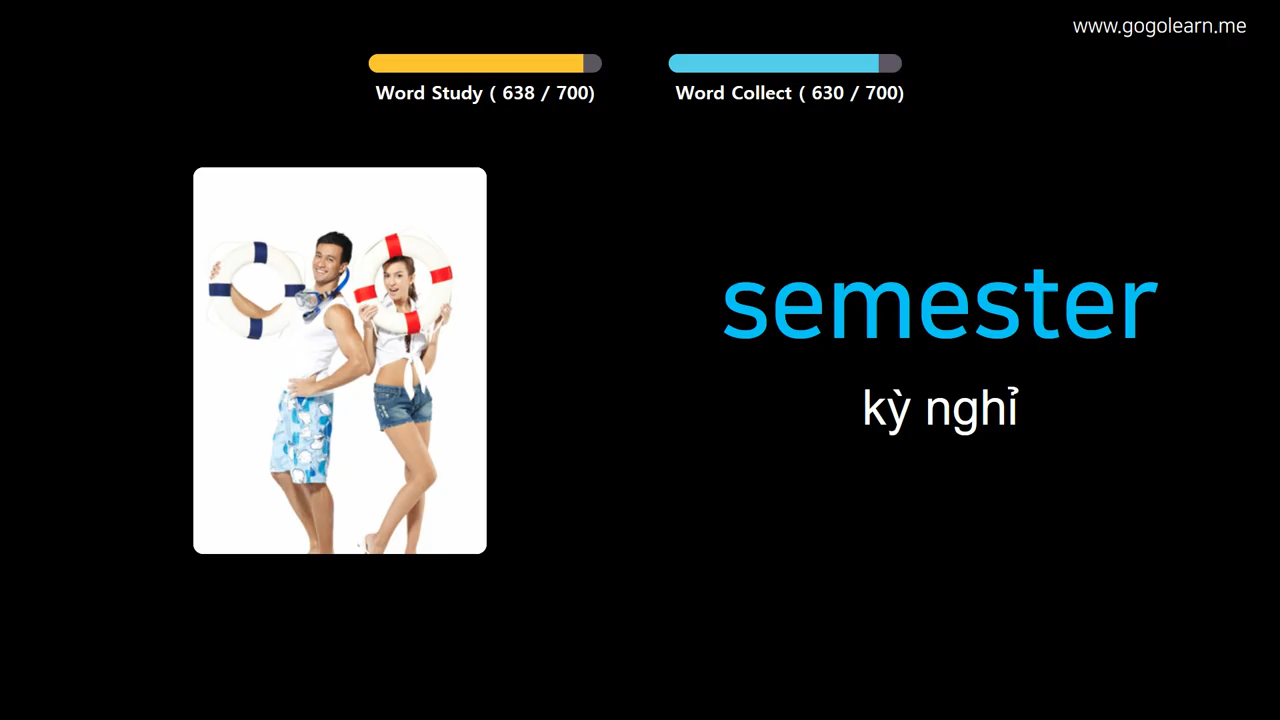 www.gogolearn.me
Word Study ( 638 / 700)
Word Collect ( 630 / 700)
semester
kỳ nghỉ